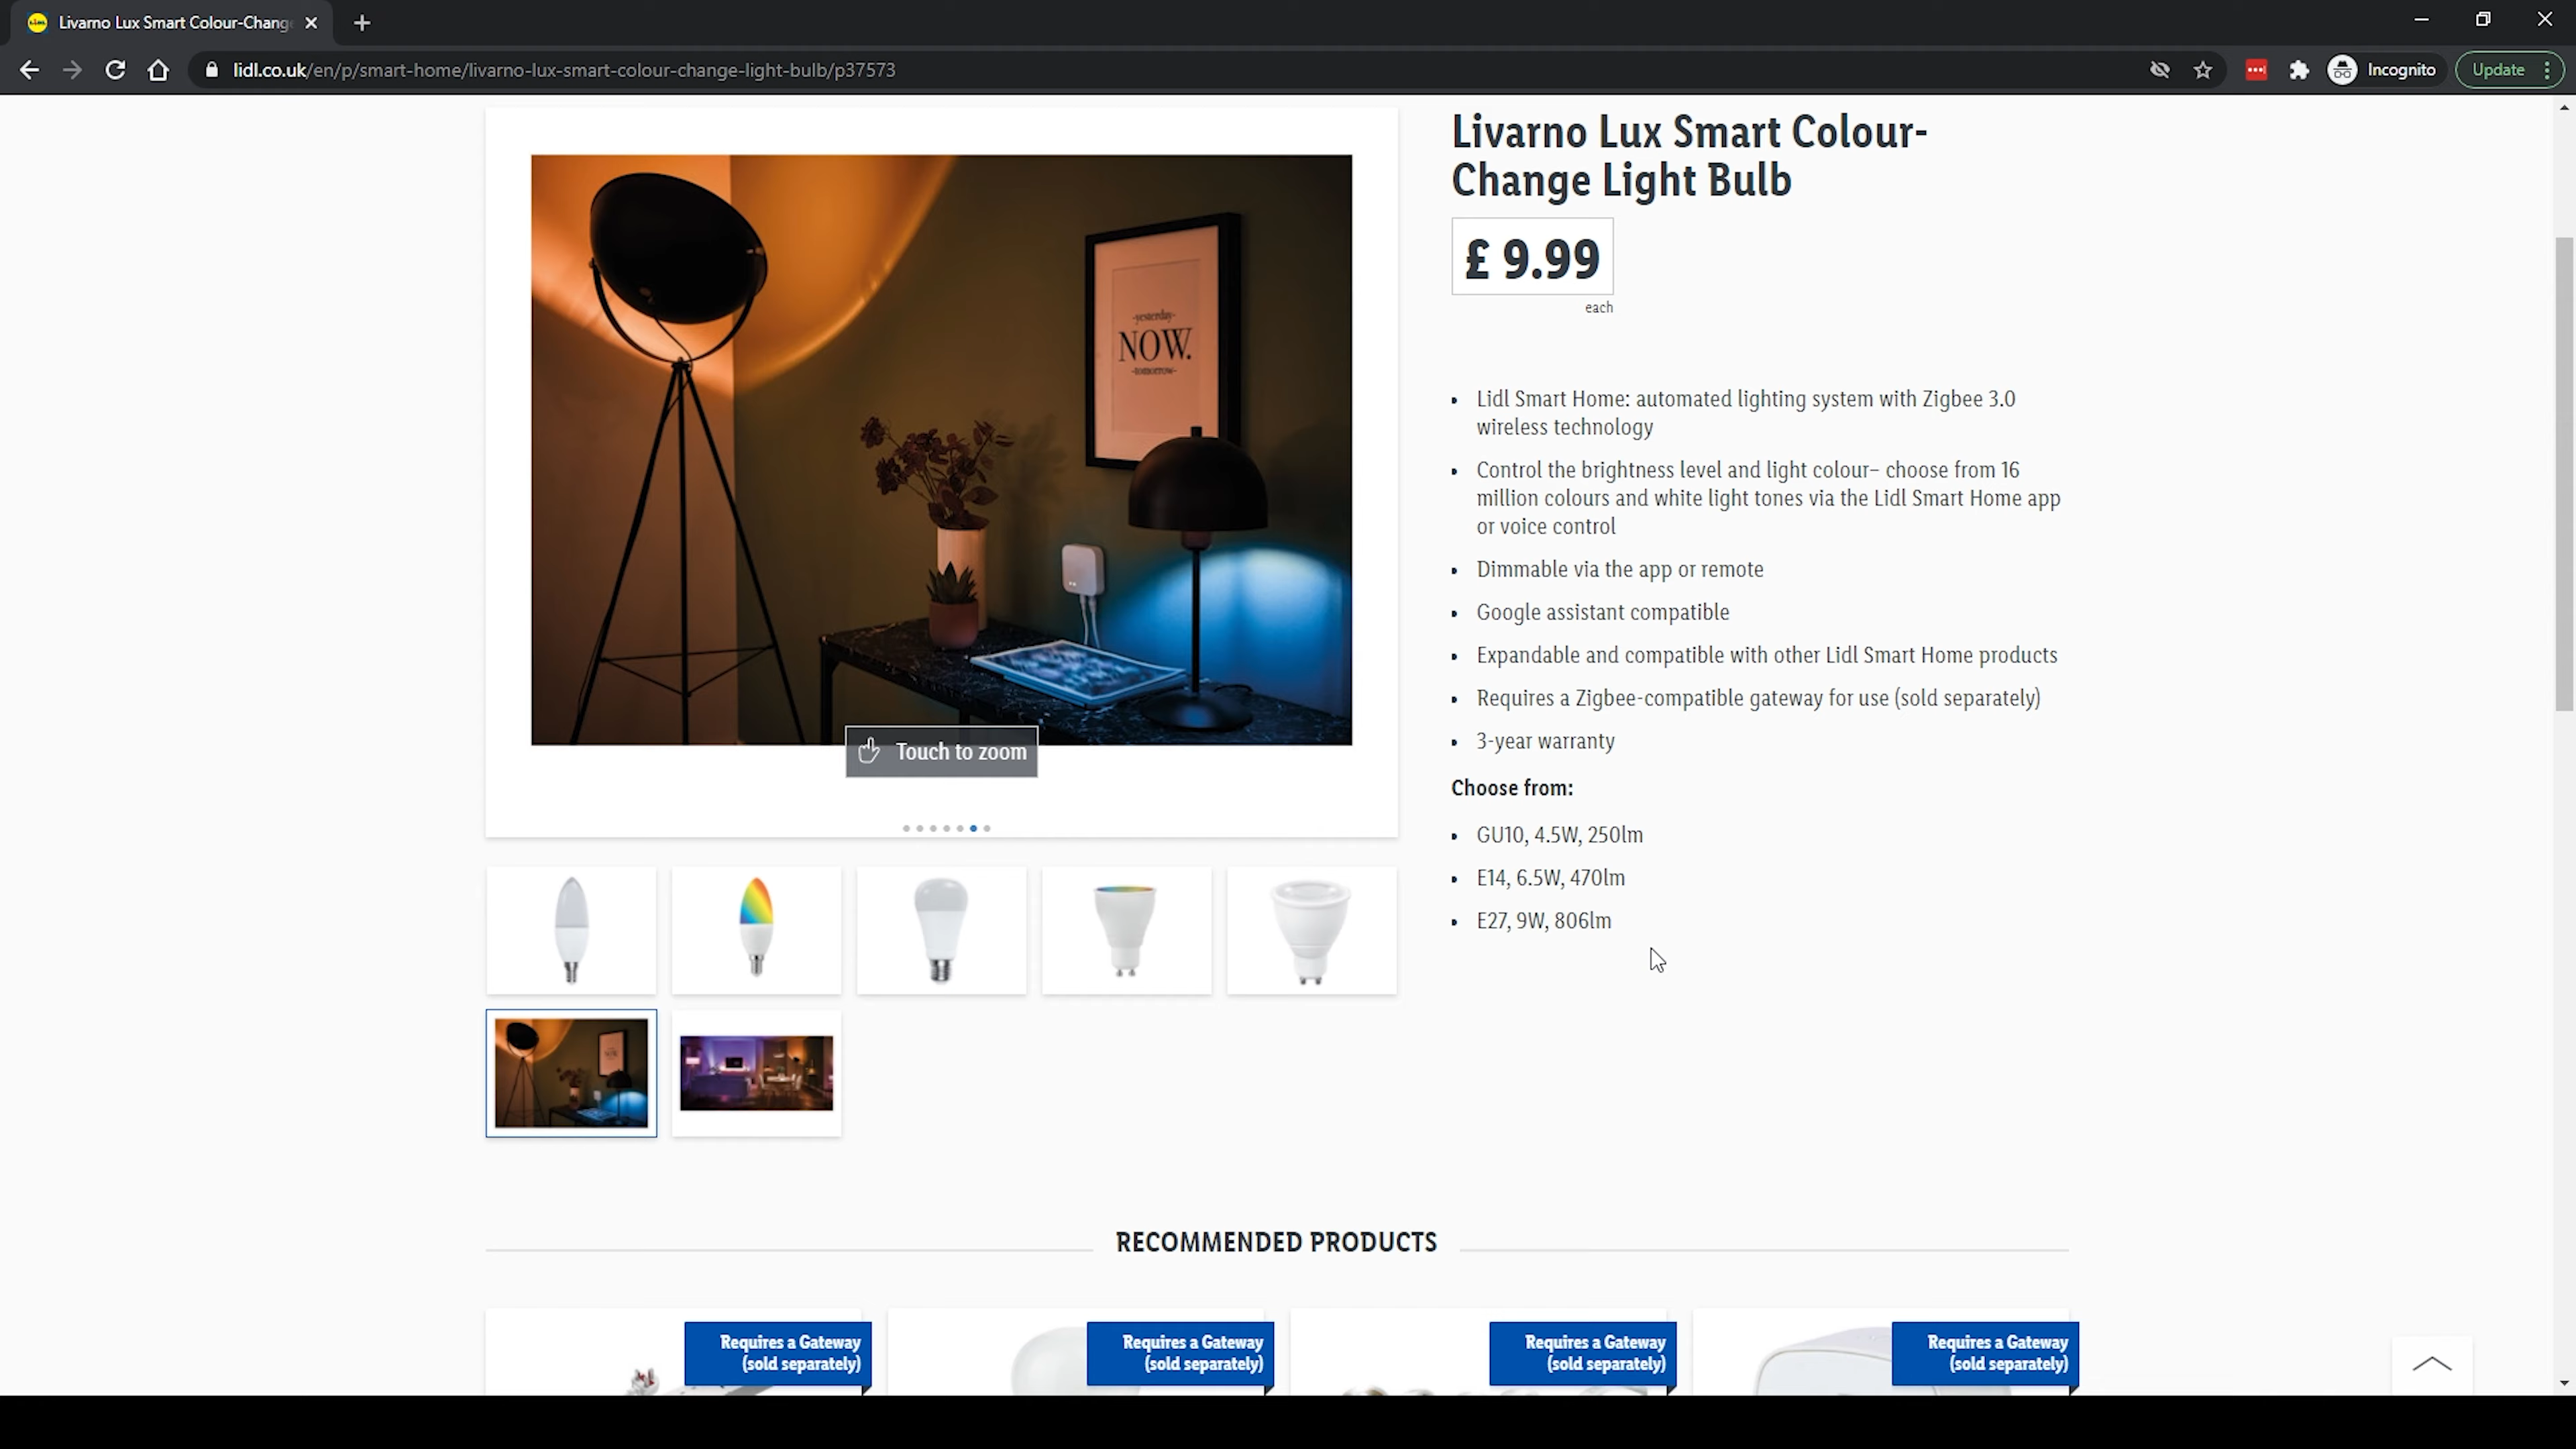 Livarno Lux Smart Colour-Chang
lidl.co.uk/en/p/smart-home/livarno-lux-smart-colour-change-light-bulb/p37573
Incognito
Update
Livarno Lux Smart Colour-
Change Light Bulb
£ 9.99
each
-yesterday-
NOW.
-tomorrow-
Touch to zoom
• Lidl Smart Home: automated lighting system with Zigbee 3.0
wireless technology
• Control the brightness level and light colour– choose from 16
million colours and white light tones via the Lidl Smart Home app
or voice control
• Dimmable via the app or remote
• Google assistant compatible
• Expandable and compatible with other Lidl Smart Home products
• Requires a Zigbee-compatible gateway for use (sold separately)
• 3-year warranty
Choose from:
• GU10, 4.5W, 250lm
• E14, 6.5W, 470lm
• E27, 9W, 806lm
RECOMMENDED PRODUCTS
Requires a Gateway
(sold separately)
Requires a Gateway
(sold separately)
Requires a Gateway
(sold separately)
Requires a Gateway
(sold separately)